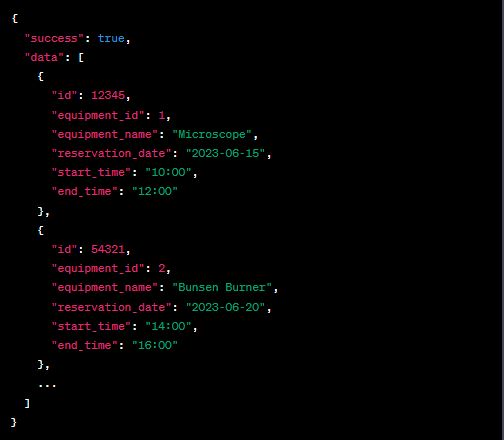 {
  "success": true,
  "data": [
    {
      "id": 12345,
      "equipment_id": 1,
      "equipment_name": "Microscope",
      "reservation_date": "2023-06-15",
      "start_time": "10:00",
      "end_time": "12:00"
    },
    {
      "id": 54321,
      "equipment_id": 2,
      "equipment_name": "Bunsen Burner",
      "reservation_date": "2023-06-20",
      "start_time": "14:00",
      "end_time": "16:00"
    },
    ...
  ]
}